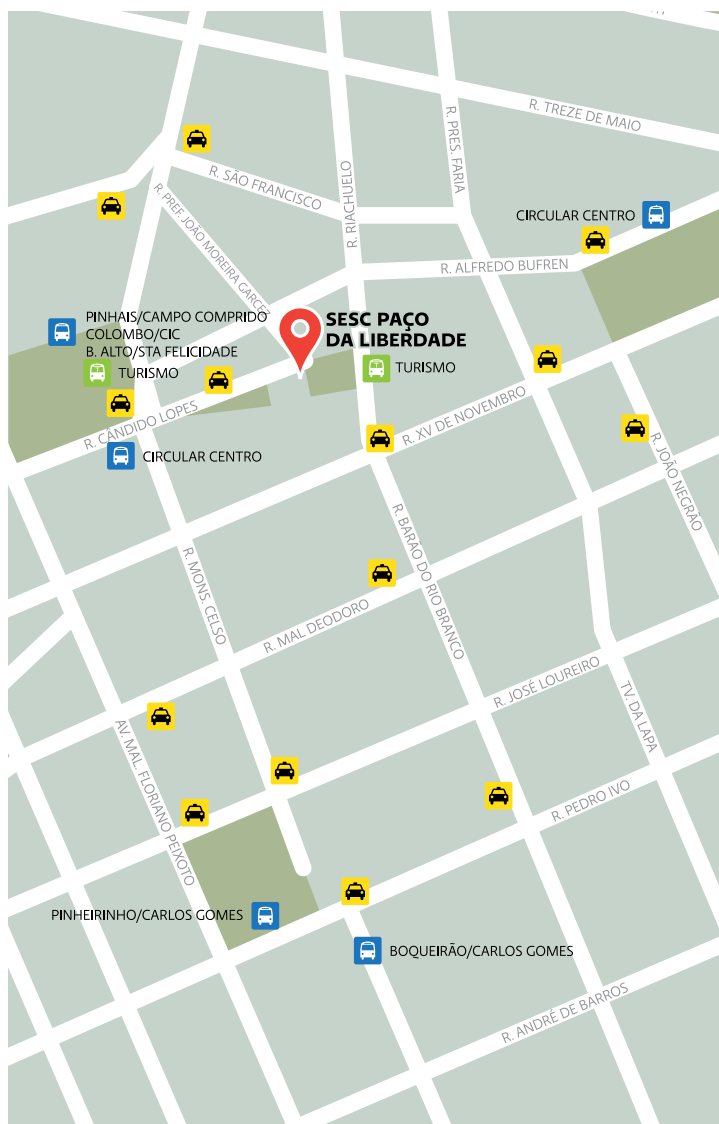 R. TREZE DE MAIO
R. PRES. FARIA
R. RIACHUELO
R. SÃO FRANCISCO
R. PREF. JOÃO MOREIRA GARCEZ
CIRCULAR CENTRO
R. ALFREDO BUFREN
PINHAIS/CAMPO COMPRIDO
COLOMBO/CIC
B. ALTO/STA FELICIDADE
TURISMO
SESC PAÇO
DA LIBERDADE
TURISMO
R. CÂNDIDO LOPES
R. XV DE NOVEMBRO
R. JOÃO NEGRÃO
CIRCULAR CENTRO
R. MONS. CELSO
R. BARÃO DO RIO BRANCO
R. MAL DEODORO
R. JOSÉ LOUREIRO
TV. DA LAPA
AV. MAL. FLORIANO PEIXOTO
R. PEDRO IVO
PINHEIRINHO/CARLOS GOMES
BOQUEIRÃO/CARLOS GOMES
R. ANDRÉ DE BARROS